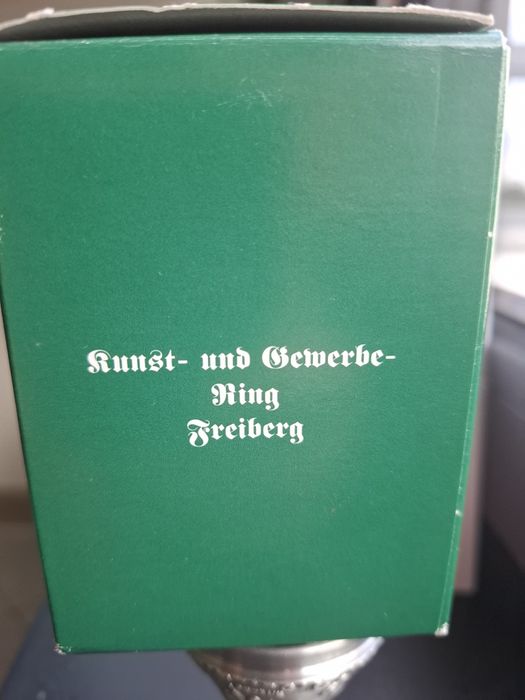 Kunst- und Gewerbe-
Ring
Freiberg